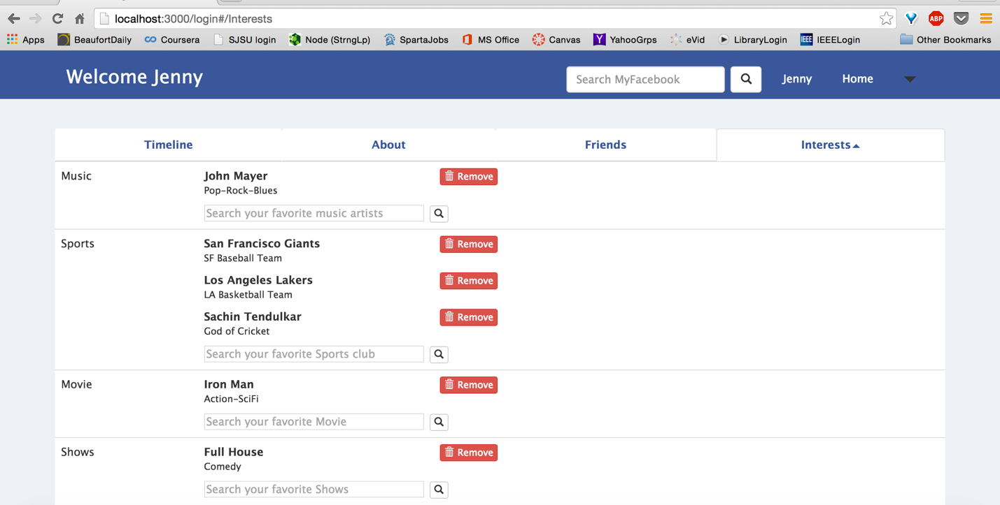 localhost:3000/login#/Interests
ABP
Apps BeaufortDaily Coursera SJSU login Node (StrngLp) SpartaJobs MS Office Canvas Y YahooGrps eVid LibraryLogin IEEE IEEELogin Other Bookmarks
Welcome Jenny Search MyFacebook Jenny Home
Timeline About Friends Interests
Music John Mayer Remove
Pop-Rock-Blues
Search your favorite music artists
Sports San Francisco Giants Remove
SF Baseball Team
Los Angeles Lakers Remove
LA Basketball Team
Sachin Tendulkar Remove
God of Cricket
Search your favorite Sports club
Movie Iron Man Remove
Action-SciFi
Search your favorite Movie
Shows Full House Remove
Comedy
Search your favorite Shows